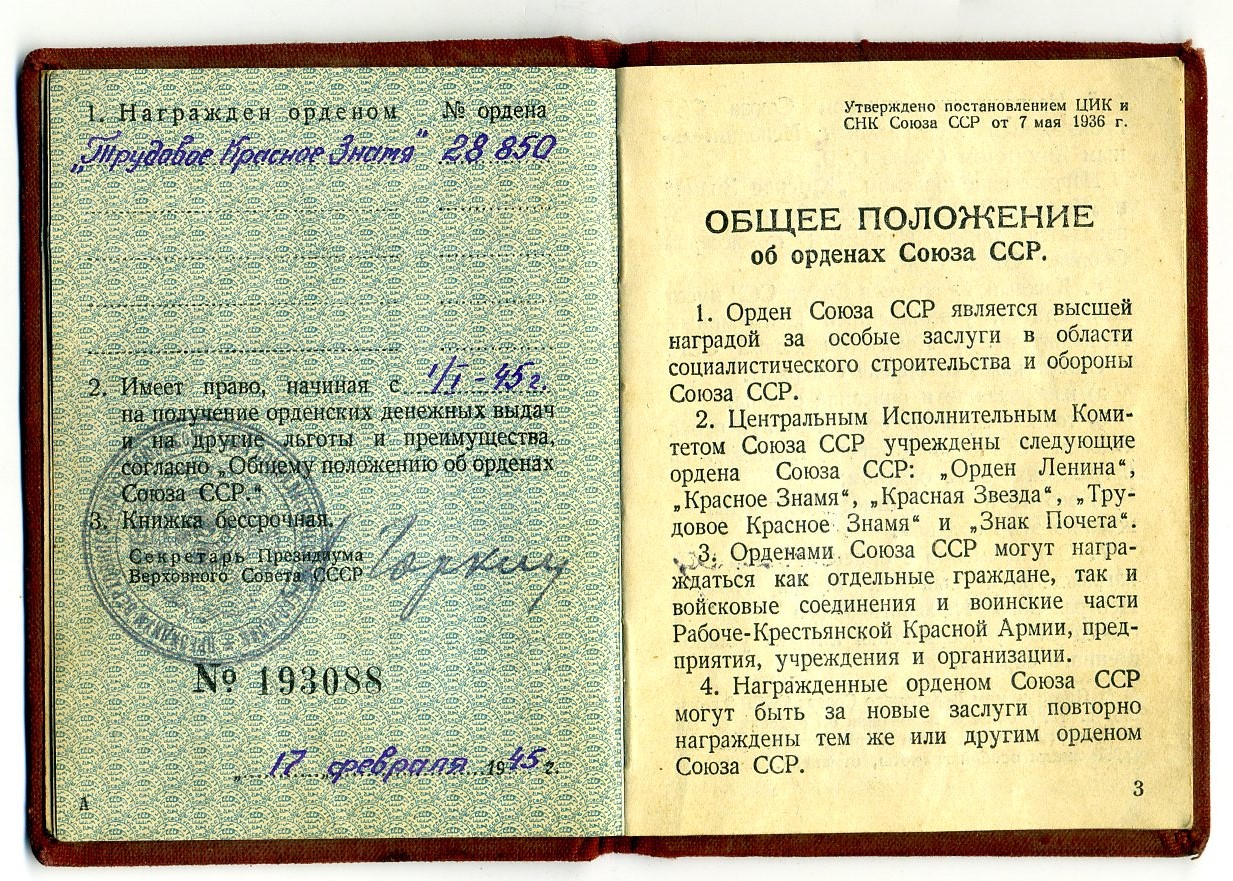 1. Награжден орденом № ордена
„Трудовое Красное Знамя“ 28 850
2. Имеет право, начиная с 1/I-45 г.
на получение орденских денежных выдач
и на другие льготы и преимущества,
согласно „Общему положению об орденах
Союза ССР.“
3. Книжка бессрочная.
Секретарь Президиума
Верховного Совета СССР Горкин
№ 193088
„ 17 февраля 1945 г.
А
Утверждено постановлением ЦИК и
СНК Союза ССР от 7 мая 1936 г.
ОБЩЕЕ ПОЛОЖЕНИЕ
об орденах Союза ССР.
1. Орден Союза ССР является высшей
наградой за особые заслуги в области
социалистического строительства и обороны
Союза ССР.
2. Центральным Исполнительным Коми-
тетом Союза ССР учреждены следующие
ордена Союза ССР: „Орден Ленина“,
„Красное Знамя“, „Красная Звезда“, „Тру-
довое Красное Знамя“ и „Знак Почета“.
3. Орденами Союза ССР могут награ-
ждаться как отдельные граждане, так и
войсковые соединения и воинские части
Рабоче-Крестьянской Красной Армии, пред-
приятия, учреждения и организации.
4. Награжденные орденом Союза ССР
могут быть за новые заслуги повторно
награждены тем же или другим орденом
Союза ССР.
3